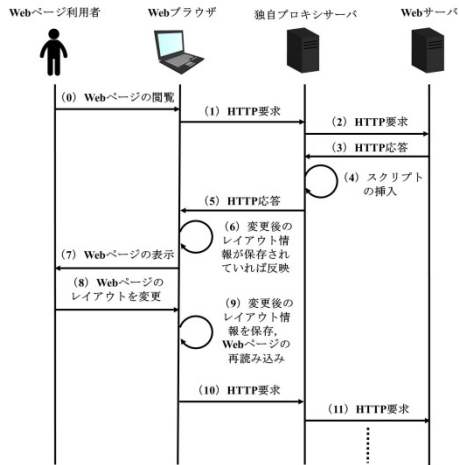 Webページ利用者
Webブラウザ
独自プロキシサーバ
Webサーバ
（0）Webページの閲覧
（1）HTTP要求
（2）HTTP要求
（3）HTTP応答
（4）スクリプト
の挿入
（5）HTTP応答
（6）変更後の
レイアウト情
報が保存され
ていれば反映
（7）Webページの表示
（8）Webページの
レイアウトを変更
（9）変更後の
レイアウト情
報を保存，
Webページの
再読み込み
（10）HTTP要求
（11）HTTP要求